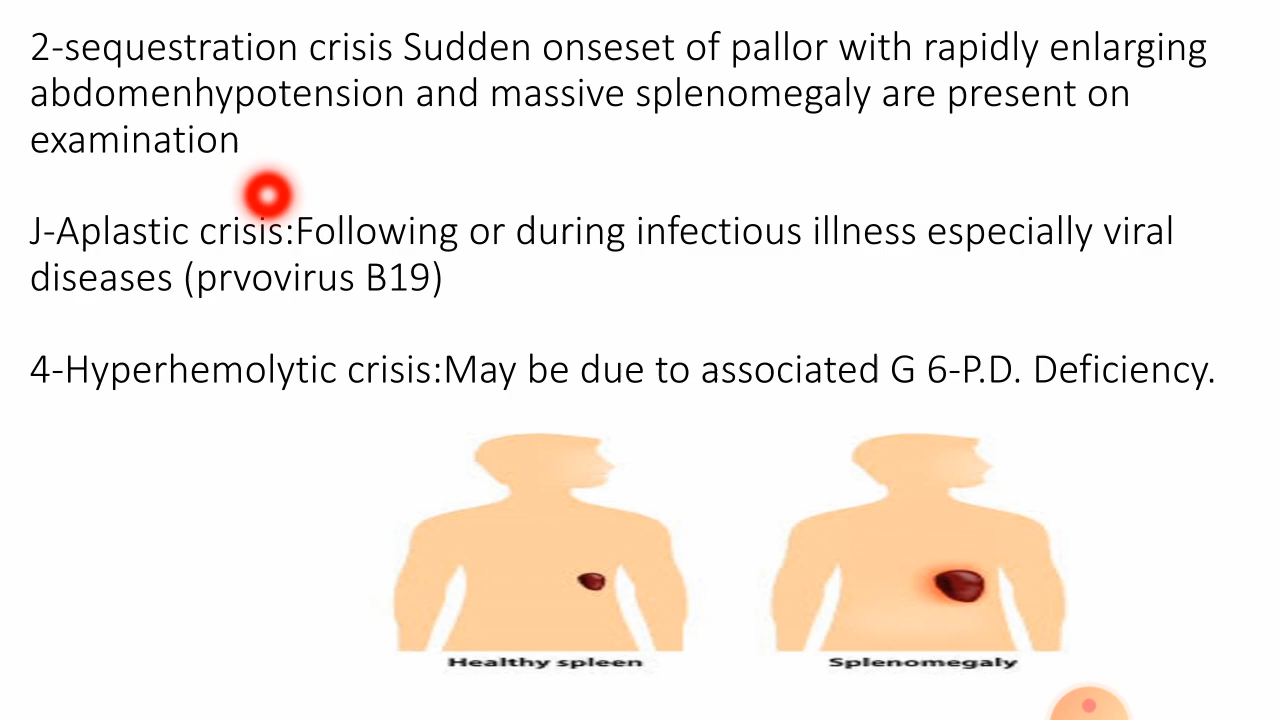 2-sequestration crisis Sudden onseset of pallor with rapidly enlarging
abdomenhypotension and massive splenomegaly are present on
examination
J-Aplastic crisis:Following or during infectious illness especially viral
diseases (prvovirus B19)
4-Hyperhemolytic crisis:May be due to associated G 6-P.D. Deficiency.
Healthy spleen
Splenomegaly